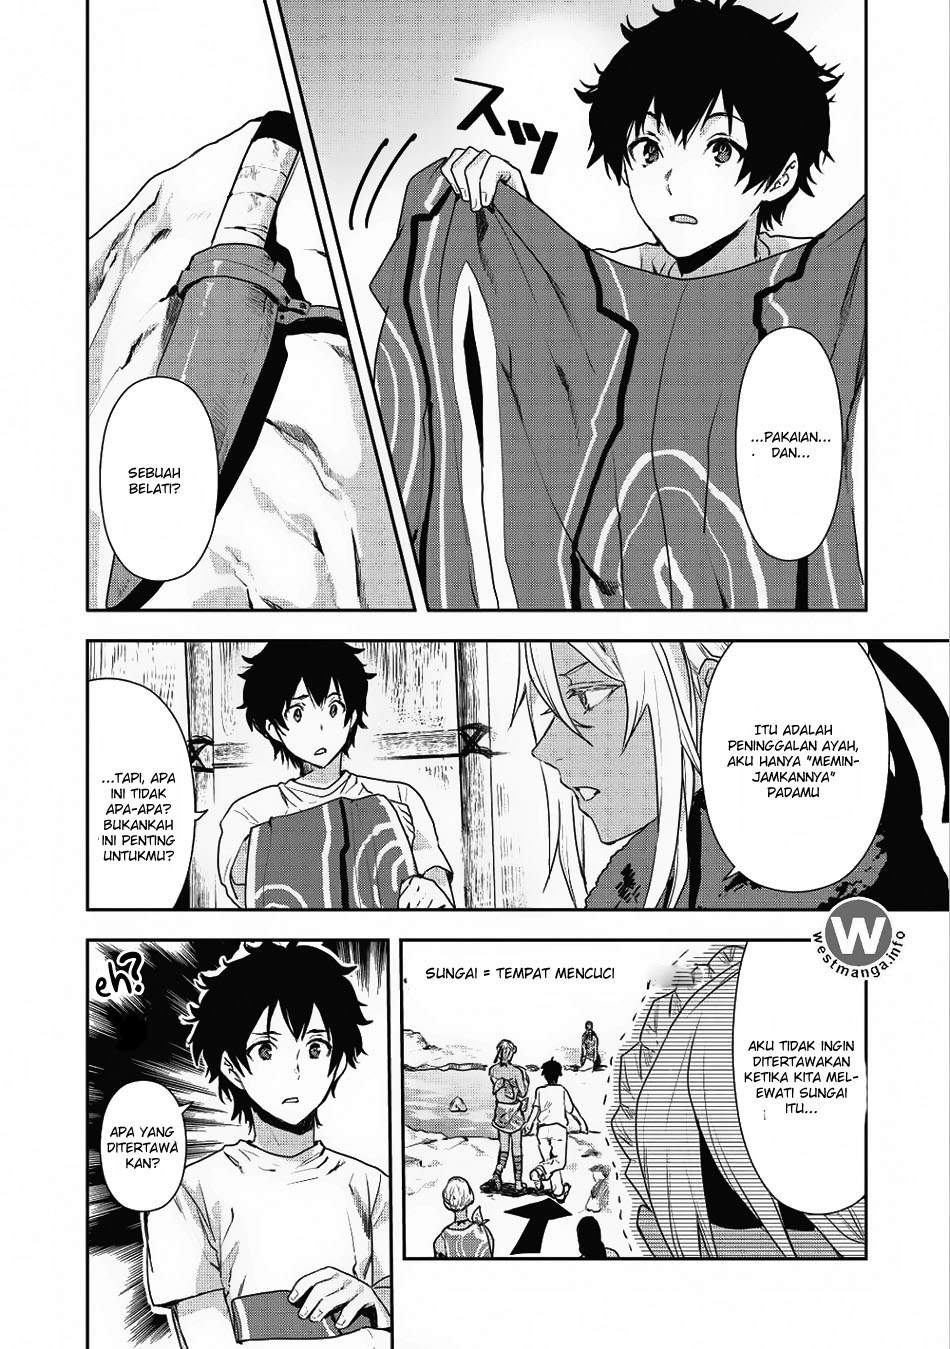 スッ
...PAKAIAN...
DAN...
SEBUAH
BELATI?
ITU ADALAH
PENINGGALAN AYAH,
AKU HANYA "MEMIN-
JAMKANNYA"
PADAMU
...TAPI, APA
INI TIDAK
APA-APA?
BUKANKAH
INI PENTING
UNTUKMU?
W
westmanga.info
AKU TIDAK INGIN
DITERTAWAKAN
KETIKA KITA MEL-
EWATI SUNGAI
ITU...
SUNGAI = TEMPAT MENCUCI
eh?
APA YANG
DITERTAWA
KAN?